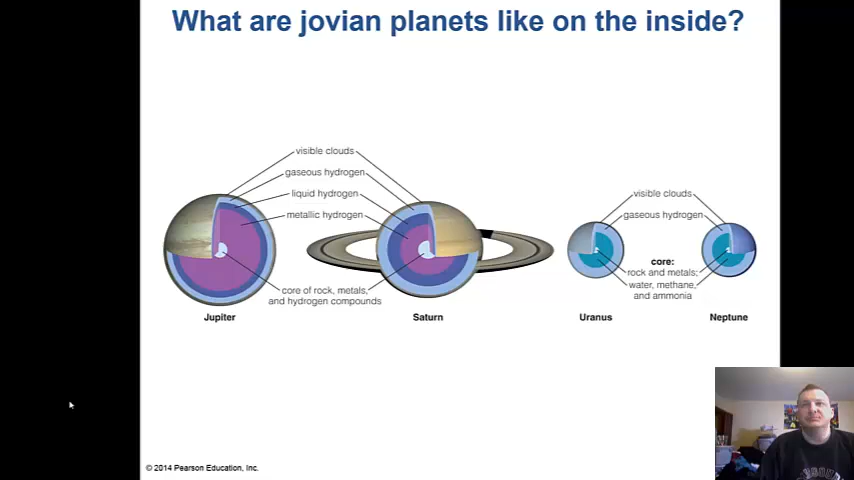 What are jovian planets like on the inside?
visible clouds
gaseous hydrogen
liquid hydrogen
metallic hydrogen
core of rock, metals,
and hydrogen compounds
Jupiter
Saturn
visible clouds
gaseous hydrogen
core:
rock and metals;
water, methane,
and ammonia
Uranus
Neptune
© 2014 Pearson Education, Inc.